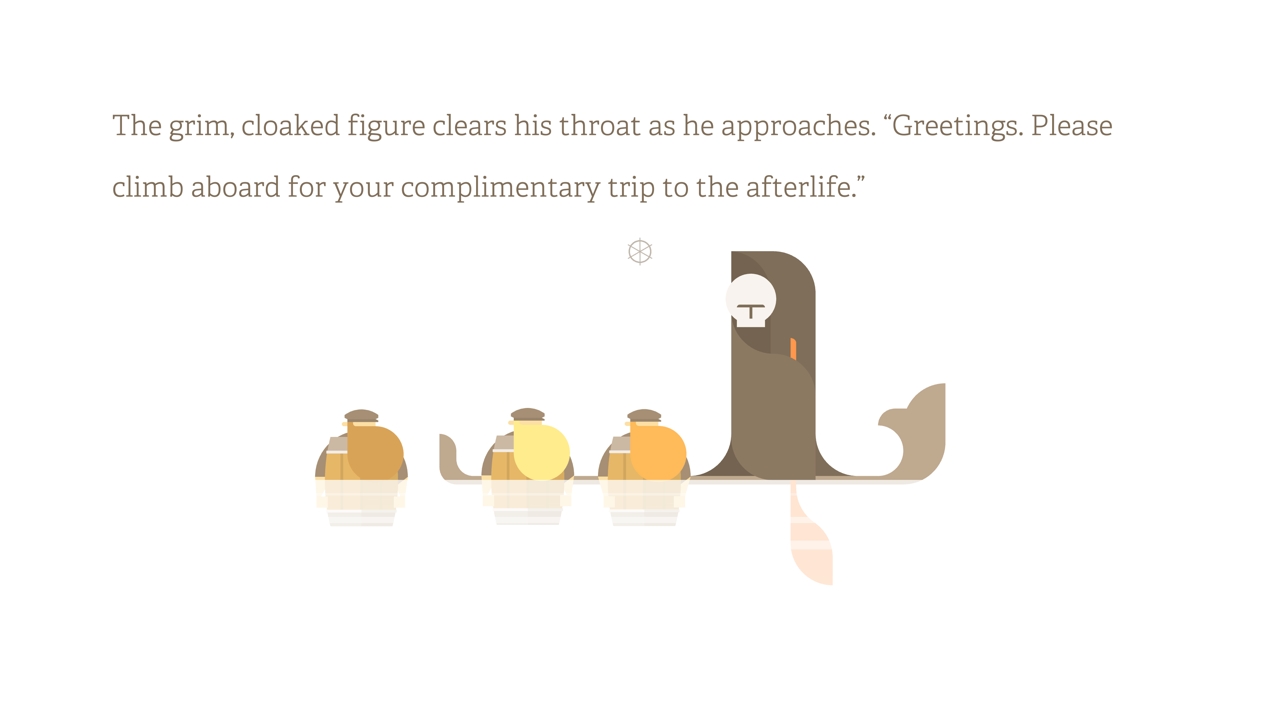 The grim, cloaked figure clears his throat as he approaches. “Greetings. Please
climb aboard for your complimentary trip to the afterlife.”